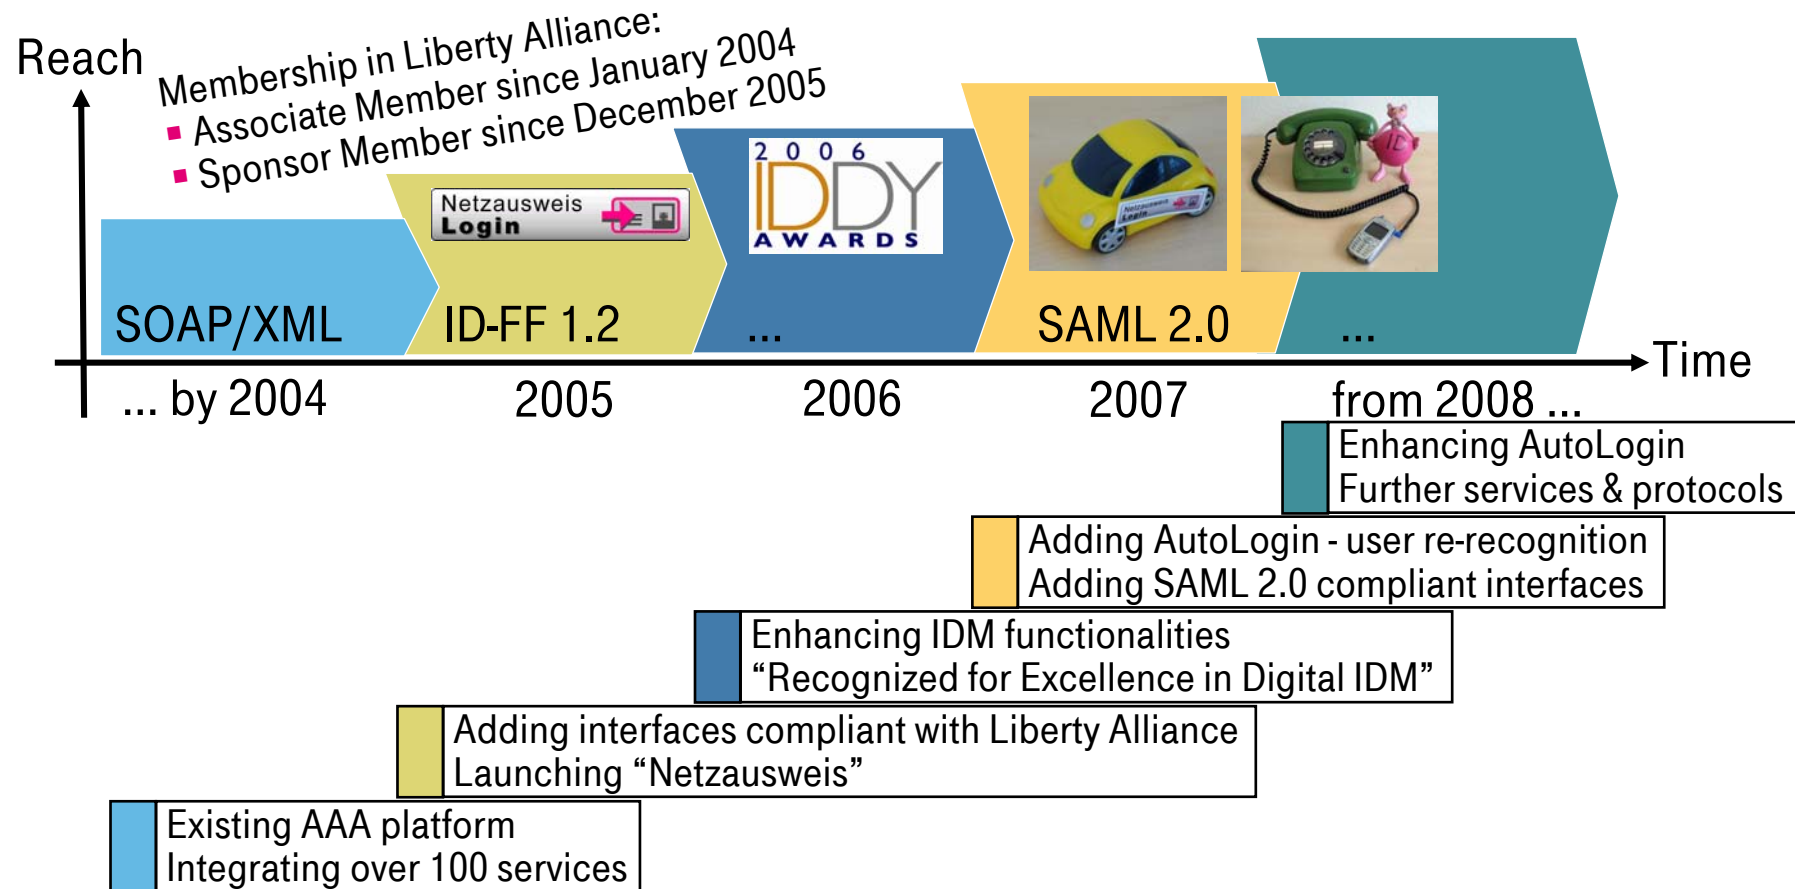 Reach
Membership in Liberty Alliance:
▪ Associate Member since January 2004
▪ Sponsor Member since December 2005
Netzausweis
Login
2006
IDDY
AWARDS
Netzausweis
Login
ID
SOAP/XML
ID-FF 1.2
...
SAML 2.0
...
Time
... by 2004
2005
2006
2007
from 2008 ...
Enhancing AutoLogin
Further services & protocols
Adding AutoLogin - user re-recognition
Adding SAML 2.0 compliant interfaces
Enhancing IDM functionalities
“Recognized for Excellence in Digital IDM”
Adding interfaces compliant with Liberty Alliance
Launching “Netzausweis”
Existing AAA platform
Integrating over 100 services